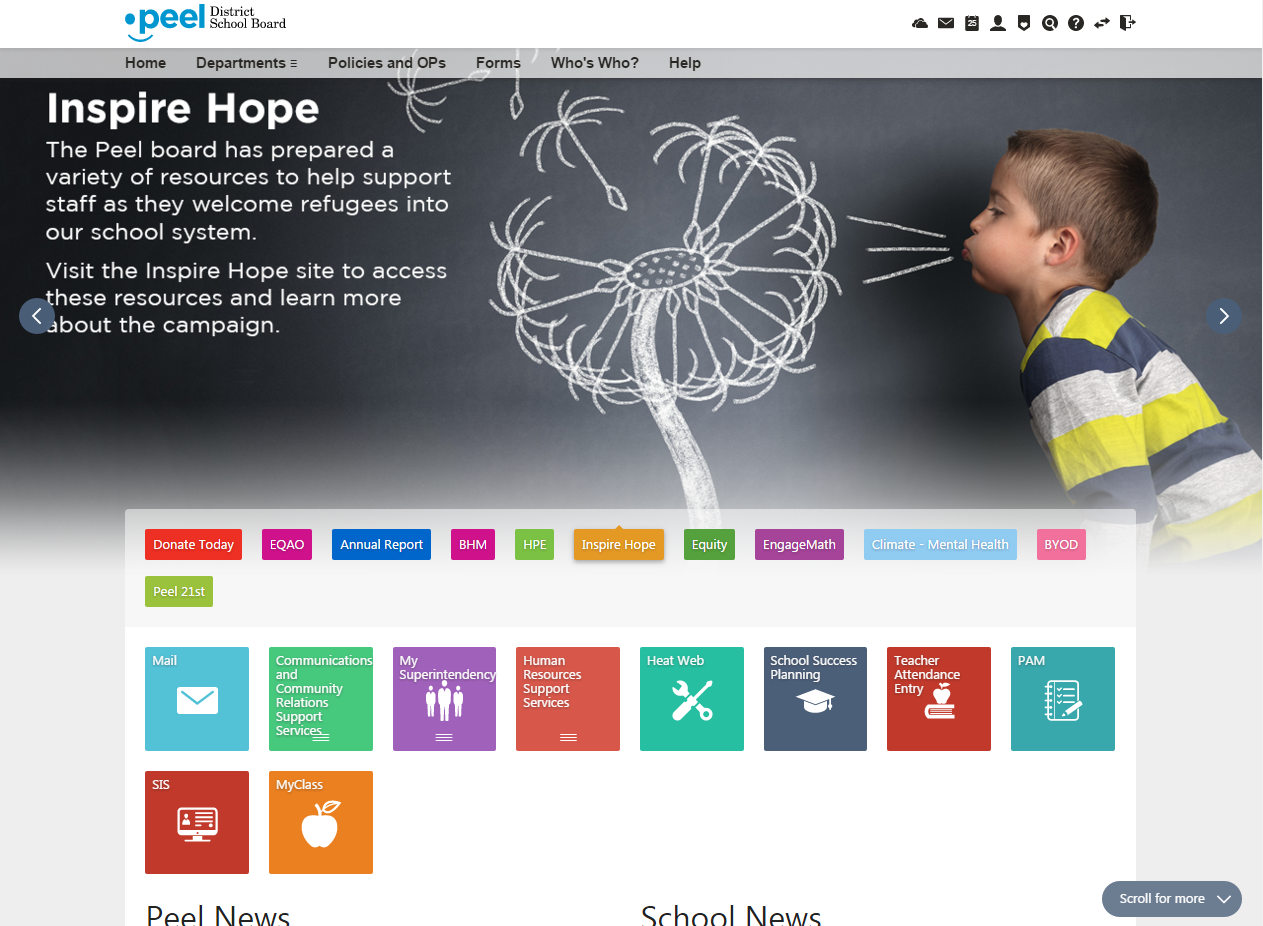 peel District
School Board
25
Home Departments Policies and OPs Forms Who's Who? Help
Inspire Hope
The Peel board has prepared a
variety of resources to help support
staff as they welcome refugees into
our school system.
Visit the Inspire Hope site to access
these resources and learn more
about the campaign.
Donate Today EQAO Annual Report BHM HPE Inspire Hope Equity EngageMath Climate - Mental Health BYOD
Peel 21st
Mail
Communications
and
Community
Relations
Support
Services
My
Superintendency
Human
Resources
Support
Services
Heat Web
School Success
Planning
Teacher
Attendance
Entry
PAM
SIS
MyClass
Peel News
School News
Scroll for more